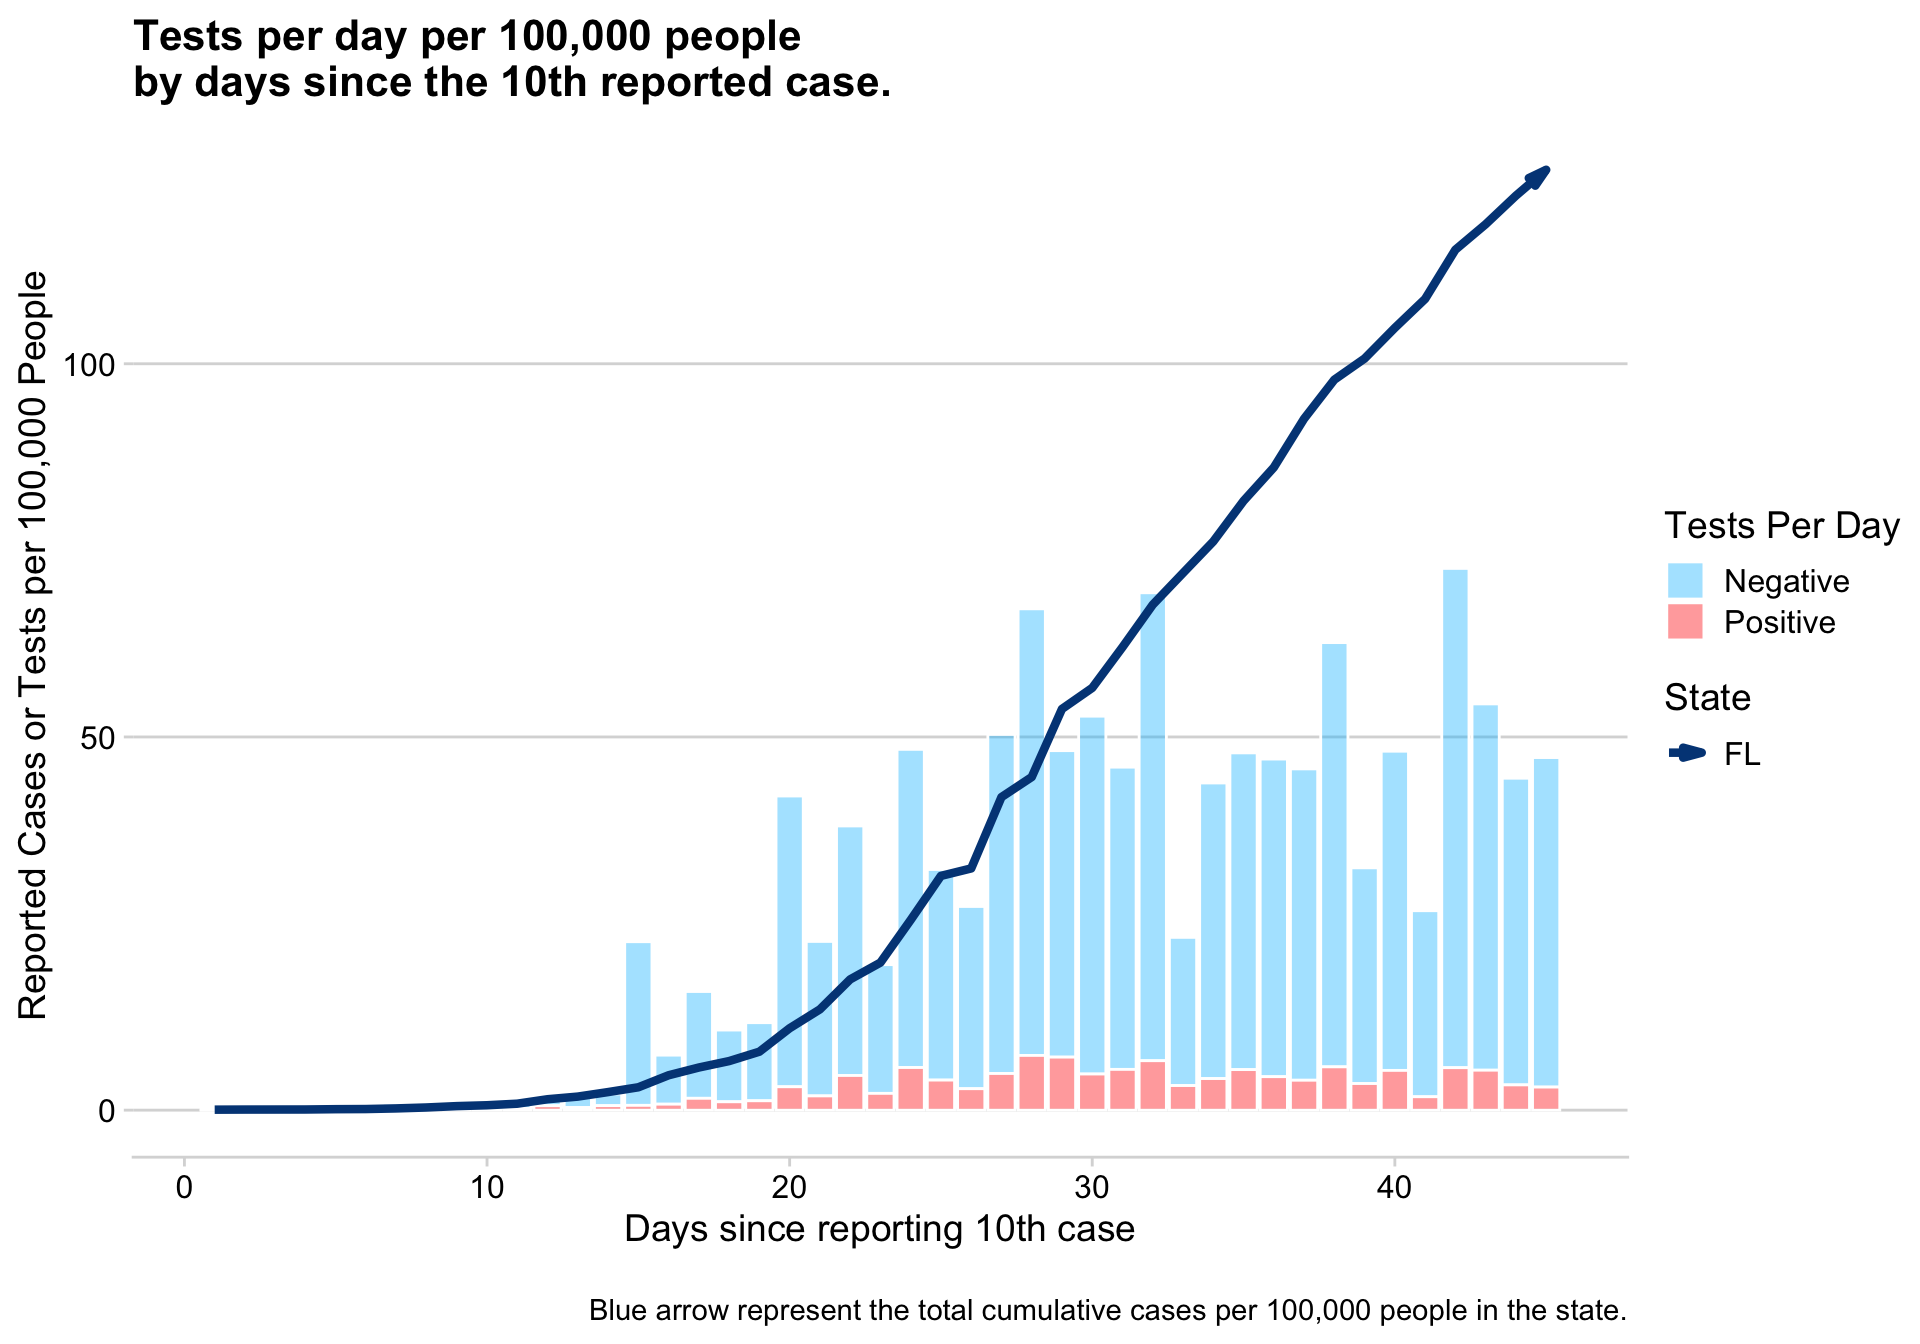 Tests per day per 100,000 people
by days since the 10th reported case.
Reported Cases or Tests per 100,000 People
100
50
0
0
10
20
30
40
Days since reporting 10th case
Tests Per Day
Negative
Positive
State
FL
Blue arrow represent the total cumulative cases per 100,000 people in the state.